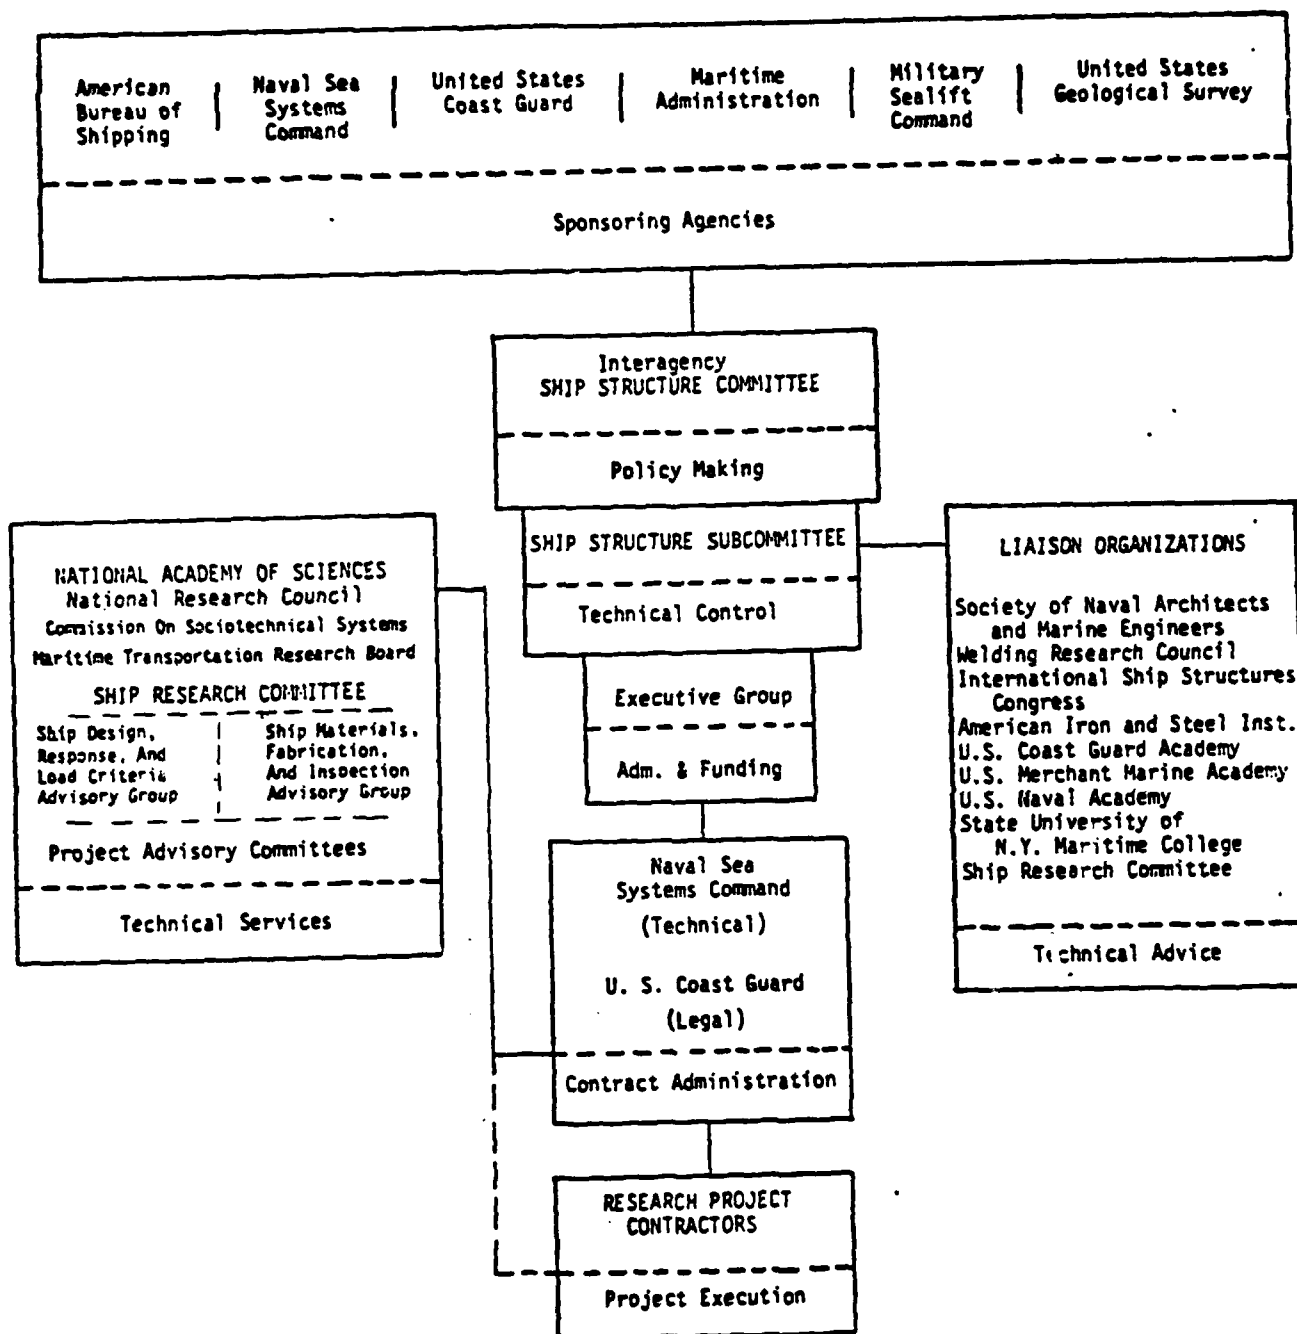 American
Bureau of
Shipping
Naval Sea
Systems
Command
United States
Coast Guard
Maritime
Administration
Military
Sealift
Command
United States
Geological Survey
Sponsoring Agencies
Interagency
SHIP STRUCTURE COMMITTEE
Policy Making
SHIP STRUCTURE SUBCOMMITTEE
Technical Control
Executive Group
Adm. & Funding
NATIONAL ACADEMY OF SCIENCES
National Research Council
Commission On Sociotechnical Systems
Maritime Transportation Research Board
SHIP RESEARCH COMMITTEE
Ship Design,
Response, And
Load Criteria
Advisory Group
Ship Materials,
Fabrication,
And Inspection
Advisory Group
Project Advisory Committees
Technical Services
LIAISON ORGANIZATIONS
Society of Naval Architects
and Marine Engineers
Welding Research Council
International Ship Structures
Congress
American Iron and Steel Inst.
U.S. Coast Guard Academy
U.S. Merchant Marine Academy
U.S. Naval Academy
State University of
N.Y. Maritime College
Ship Research Committee
Technical Advice
Naval Sea
Systems Command
(Technical)
U. S. Coast Guard
(Legal)
Contract Administration
RESEARCH PROJECT
CONTRACTORS
Project Execution